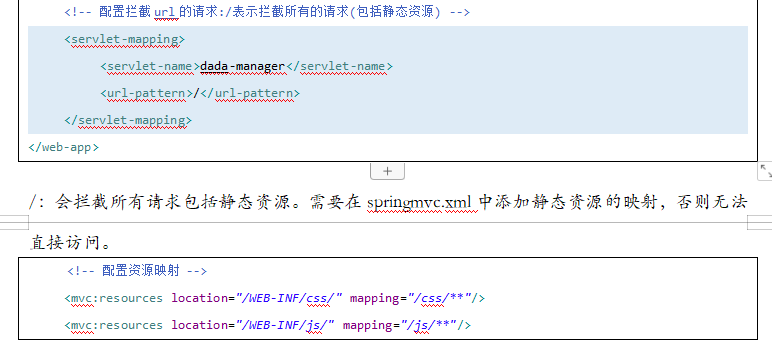 <!-- 配置拦截 url 的请求:/表示拦截所有的请求(包括静态资源) -->
<servlet-mapping>
<servlet-name>dada-manager</servlet-name>
<url-pattern>/</url-pattern>
</servlet-mapping>
</web-app>
/：会拦截所有请求包括静态资源。需要在 springmvc.xml 中添加静态资源的映射，否则无法
直接访问。
<!-- 配置资源映射 -->
<mvc:resources location="/WEB-INF/css/" mapping="/css/**"/>
<mvc:resources location="/WEB-INF/js/" mapping="/js/**"/>